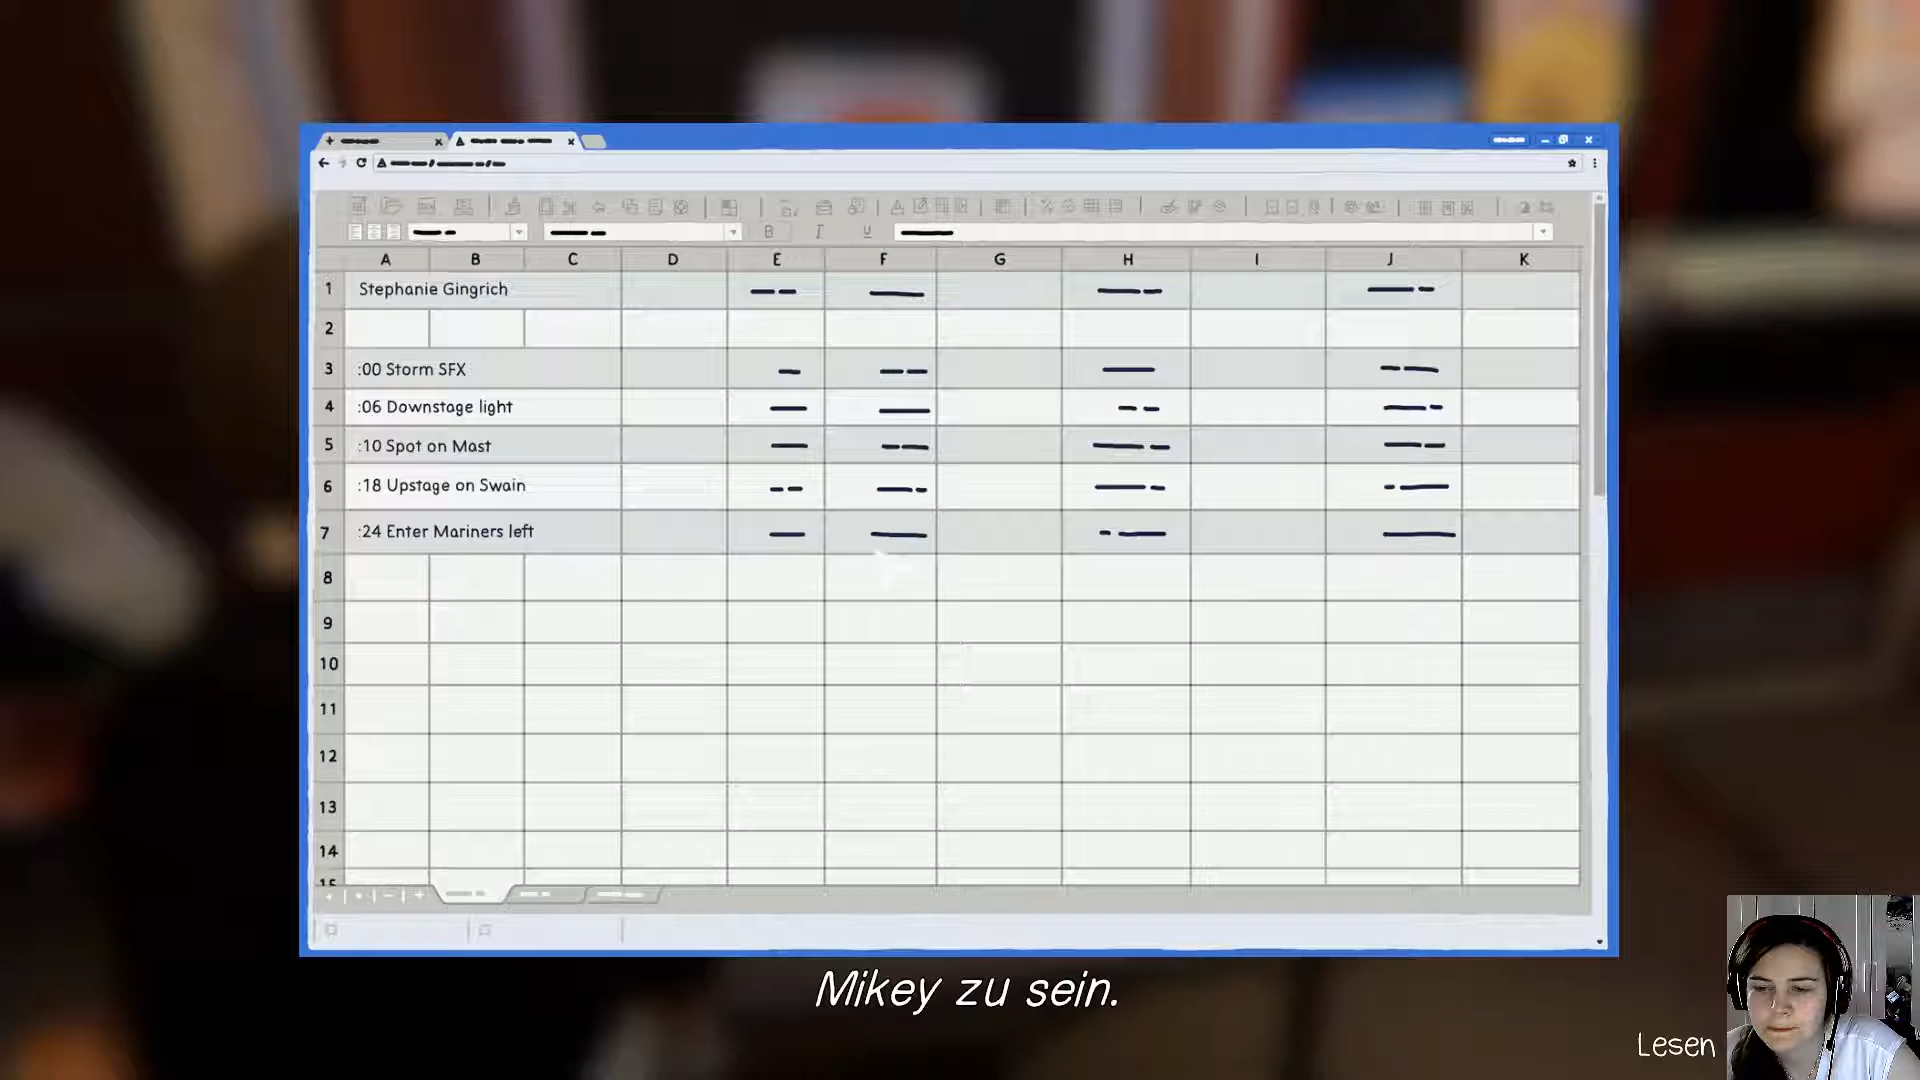 B I U
A B C D E F G H I J K
1 Stephanie Gingrich
2
3 :00 Storm SFX
4 :06 Downstage light
5 :10 Spot on Mast
6 :18 Upstage on Swain
7 :24 Enter Mariners left
8
9
10
11
12
13
14
15
Mikey zu sein.
Lesen